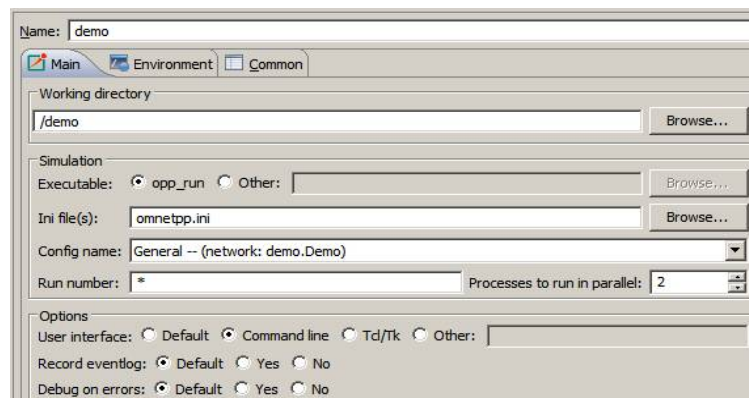 Name: demo
Main Environment Common
Working directory
/demo Browse...
Simulation
Executable: opp_run Other: Browse...
Ini file(s): omnetpp.ini Browse...
Config name: General -- (network: demo.Demo)
Run number: * Processes to run in parallel: 2
Options
User interface: Default Command line Tcl/Tk Other:
Record eventlog: Default Yes No
Debug on errors: Default Yes No